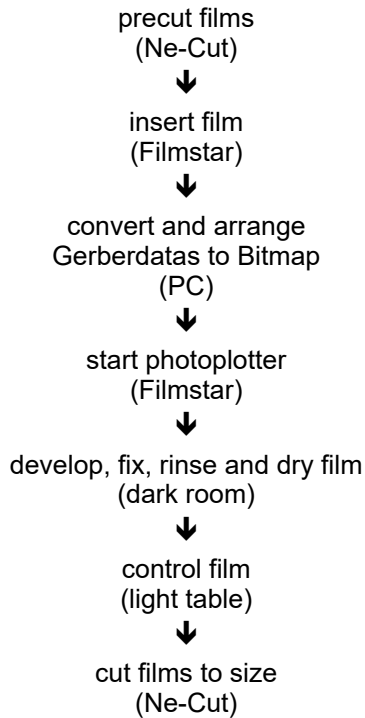 precut films
(Ne-Cut)
insert film
(Filmstar)
convert and arrange
Gerberdatas to Bitmap
(PC)
start photoplotter
(Filmstar)
develop, fix, rinse and dry film
(dark room)
control film
(light table)
cut films to size
(Ne-Cut)